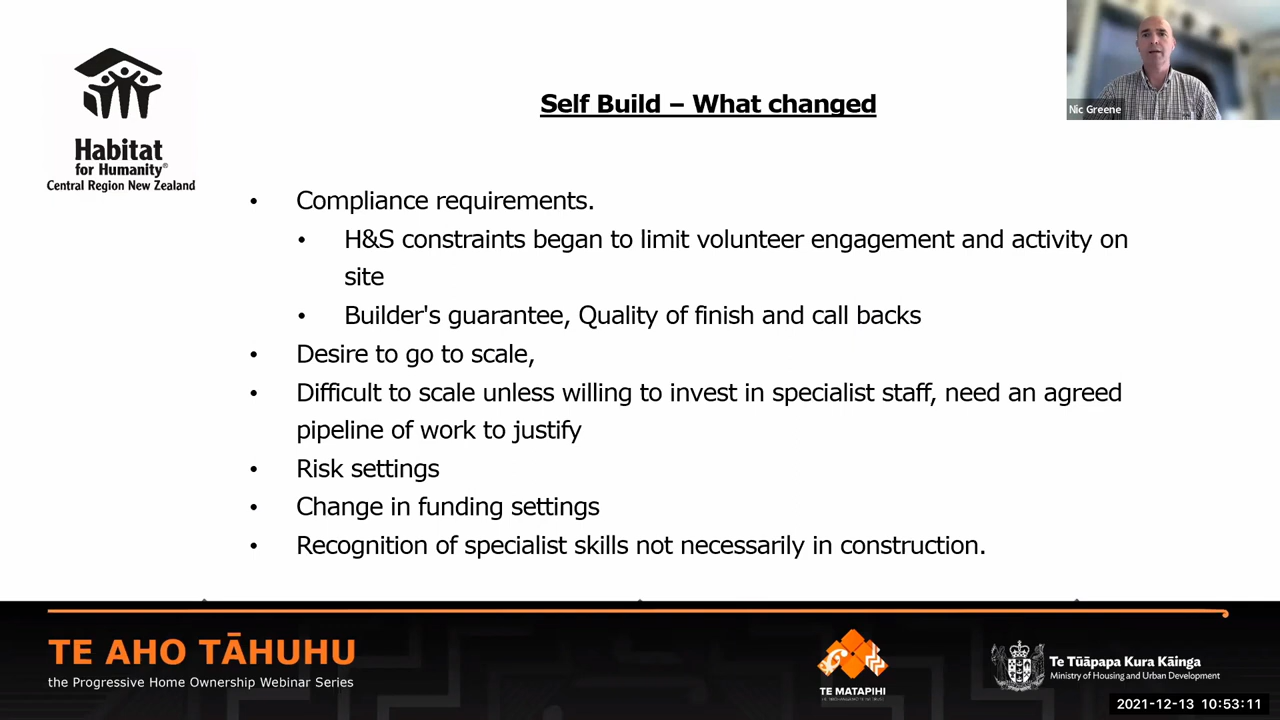 Habitat
for Humanity®
Central Region New Zealand
Self Build – What changed
Nic Greene
• Compliance requirements.
• H&S constraints began to limit volunteer engagement and activity on
site
• Builder's guarantee, Quality of finish and call backs
• Desire to go to scale,
• Difficult to scale unless willing to invest in specialist staff, need an agreed
pipeline of work to justify
• Risk settings
• Change in funding settings
• Recognition of specialist skills not necessarily in construction.
TE AHO TĀHUHU
the Progressive Home Ownership Webinar Series
TE MATAPIHI
Te Tūāpapa Kura Kāinga
Ministry of Housing and Urban Development
2021-12-13 10:53:11